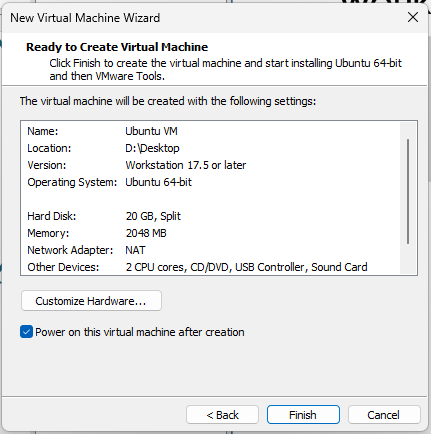 New Virtual Machine Wizard
Ready to Create Virtual Machine
Click Finish to create the virtual machine and start installing Ubuntu 64-bit
and then VMware Tools.
The virtual machine will be created with the following settings:
Name: Ubuntu VM
Location: D:\Desktop
Version: Workstation 17.5 or later
Operating System: Ubuntu 64-bit
Hard Disk: 20 GB, Split
Memory: 2048 MB
Network Adapter: NAT
Other Devices: 2 CPU cores, CD/DVD, USB Controller, Sound Card
Customize Hardware...
Power on this virtual machine after creation
< Back Finish Cancel